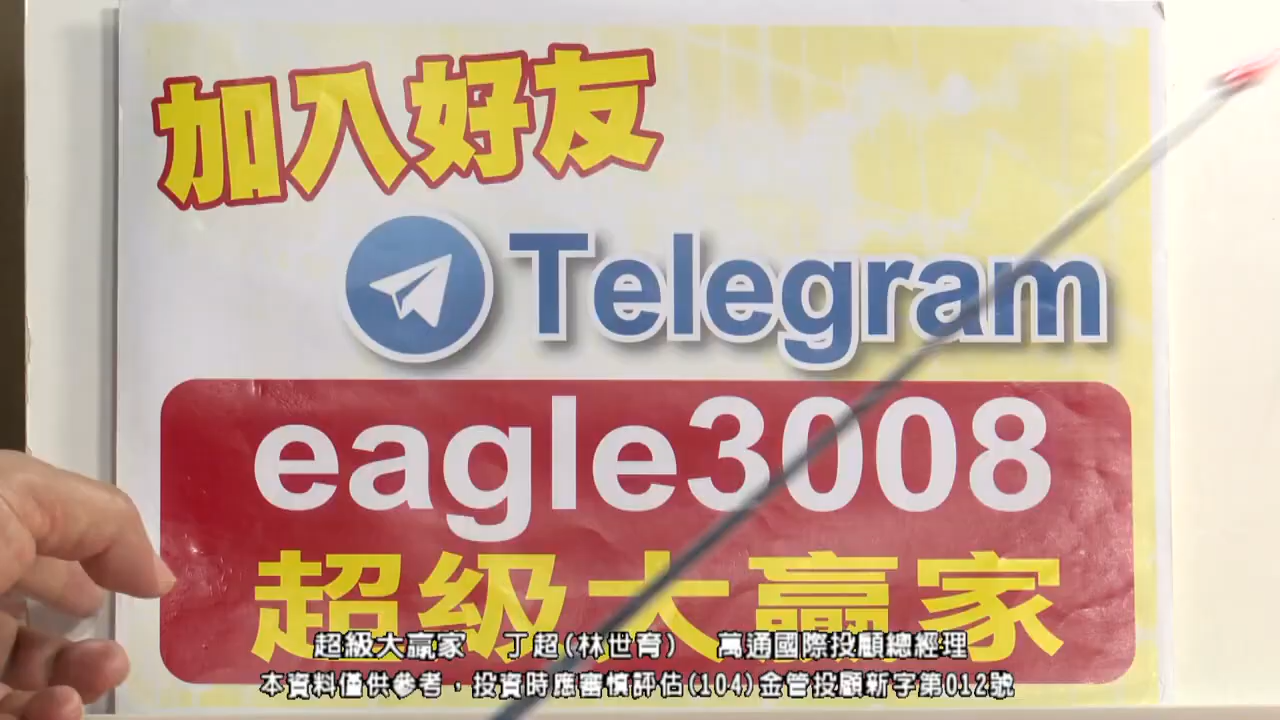 加入好友
Telegram
eagle3008
超級大贏家
超級大贏家 丁超(林世育) 萬通國際投顧總經理
本資料僅供參考，投資時應審慎評估(104)金管投顧新字第012號